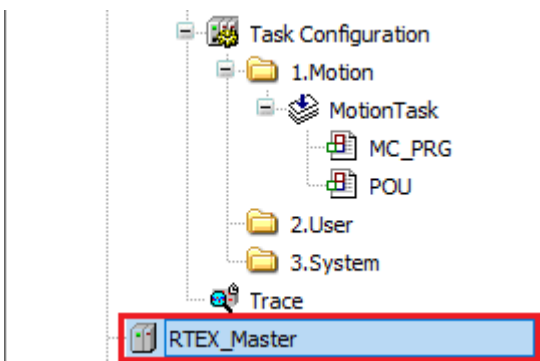 Task Configuration
1.Motion
MotionTask
MC_PRG
POU
2.User
3.System
Trace
RTEX_Master